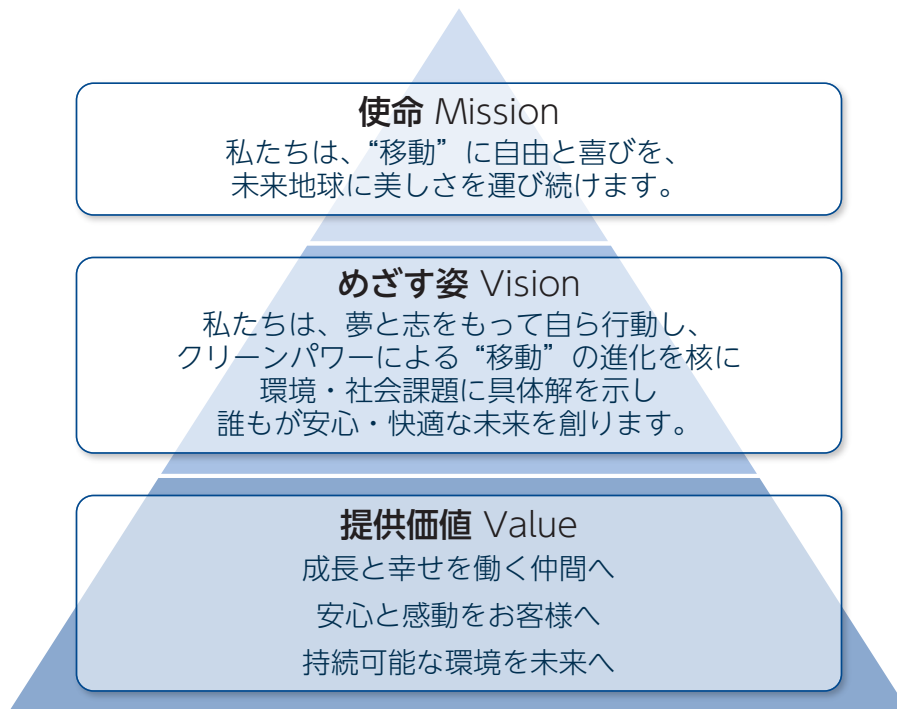 使命 Mission
私たちは、“移動”に自由と喜びを、
未来地球に美しさを運び続けます。
めざす姿 Vision
私たちは、夢と志をもって自ら行動し、
クリーンパワーによる“移動”の進化を核に
環境・社会課題に具体解を示し
誰もが安心・快適な未来を創ります。
提供価値 Value
成長と幸せを働く仲間へ
安心と感動をお客様へ
持続可能な環境を未来へ